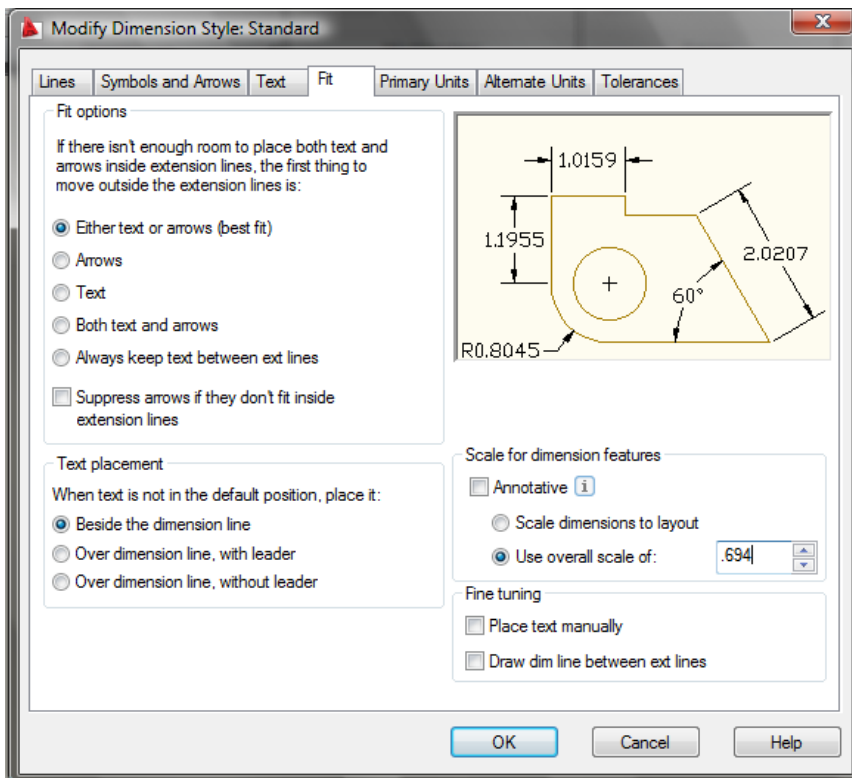 Modify Dimension Style: Standard
Lines Symbols and Arrows Text Fit Primary Units Alternate Units Tolerances
Fit options
If there isn't enough room to place both text and
arrows inside extension lines, the first thing to
move outside the extension lines is:
Either text or arrows (best fit)
Arrows
Text
Both text and arrows
Always keep text between ext lines
Suppress arrows if they don't fit inside
extension lines
Text placement
When text is not in the default position, place it:
Beside the dimension line
Over dimension line, with leader
Over dimension line, without leader
1.0159
1.1955
2.0207
60°
R0.8045
Scale for dimension features
Annotative i
Scale dimensions to layout
Use overall scale of: .694
Fine tuning
Place text manually
Draw dim line between ext lines
OK Cancel Help